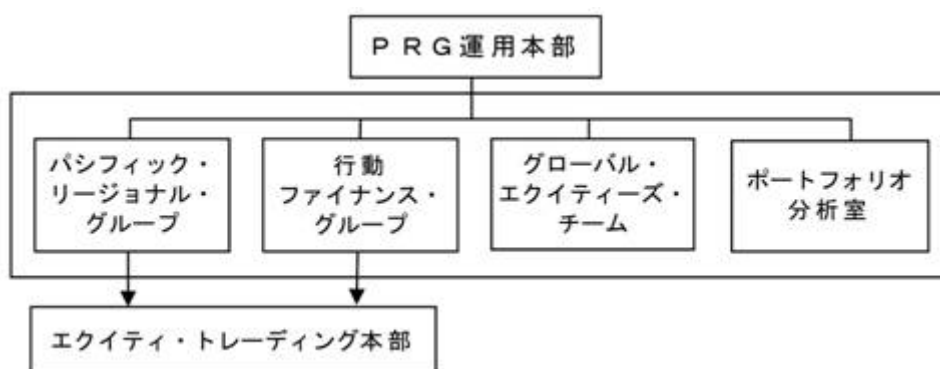 ＰＲＧ運用本部
パシフィック・
リージョナル・
グループ
行動
ファイナンス・
グループ
グローバル・
エクイティーズ・
チーム
ポートフォリオ
分析室
エクイティ・トレーディング本部